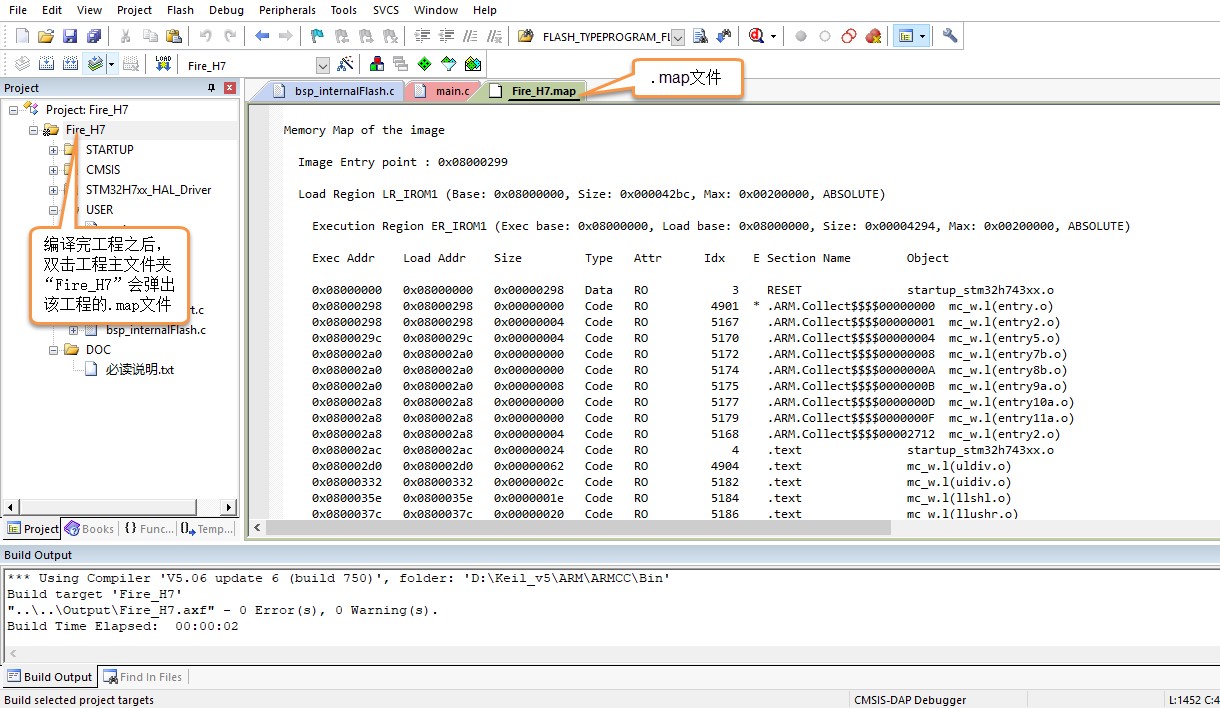 File Edit View Project Flash Debug Peripherals Tools SVCS Window Help
FLASH_TYPEPROGRAM_FL
LOAD
Fire_H7
Project
bsp_internalFlash.c main.c Fire_H7.map
.map文件
Project: Fire_H7
Fire_H7
STARTUP
CMSIS
STM32H7xx_HAL_Driver
USER
编译完工程之后，
双击工程主文件夹
“Fire_H7”会弹出
该工程的.map文件
t.c
bsp_internalFlash.c
DOC
必读说明.txt
Memory Map of the image
Image Entry point : 0x08000299
Load Region LR_IROM1 (Base: 0x08000000, Size: 0x000042bc, Max: 0x00200000, ABSOLUTE)
Execution Region ER_IROM1 (Exec base: 0x08000000, Load base: 0x08000000, Size: 0x00004294, Max: 0x00200000, ABSOLUTE)
Exec Addr Load Addr Size Type Attr Idx E Section Name Object
0x08000000 0x08000000 0x00000298 Data RO 3 RESET startup_stm32h743xx.o
0x08000298 0x08000298 0x00000000 Code RO 4901 * .ARM.Collect$$$$00000000 mc_w.l(entry.o)
0x08000298 0x08000298 0x00000004 Code RO 5167 .ARM.Collect$$$$00000001 mc_w.l(entry2.o)
0x0800029c 0x0800029c 0x00000004 Code RO 5170 .ARM.Collect$$$$00000004 mc_w.l(entry5.o)
0x080002a0 0x080002a0 0x00000000 Code RO 5172 .ARM.Collect$$$$00000008 mc_w.l(entry7b.o)
0x080002a0 0x080002a0 0x00000000 Code RO 5174 .ARM.Collect$$$$0000000A mc_w.l(entry8b.o)
0x080002a0 0x080002a0 0x00000008 Code RO 5175 .ARM.Collect$$$$0000000B mc_w.l(entry9a.o)
0x080002a8 0x080002a8 0x00000000 Code RO 5177 .ARM.Collect$$$$0000000D mc_w.l(entry10a.o)
0x080002a8 0x080002a8 0x00000000 Code RO 5179 .ARM.Collect$$$$0000000F mc_w.l(entry11a.o)
0x080002a8 0x080002a8 0x00000004 Code RO 5168 .ARM.Collect$$$$00002712 mc_w.l(entry2.o)
0x080002ac 0x080002ac 0x00000024 Code RO 4 .text startup_stm32h743xx.o
0x080002d0 0x080002d0 0x00000062 Code RO 4904 .text mc_w.l(uldiv.o)
0x08000332 0x08000332 0x0000002c Code RO 5182 .text mc_w.l(uidiv.o)
0x0800035e 0x0800035e 0x0000001e Code RO 5184 .text mc_w.l(llshl.o)
0x0800037c 0x0800037c 0x00000020 Code RO 5186 .text mc_w.l(llushr.o)
Project Books {} Func... Temp...
Build Output
*** Using Compiler 'V5.06 update 6 (build 750)', folder: 'D:\Keil_v5\ARM\ARMCC\Bin'
Build target 'Fire_H7'
"..\..\Output\Fire_H7.axf" - 0 Error(s), 0 Warning(s).
Build Time Elapsed: 00:00:02
Build Output Find In Files
Build selected project targets CMSIS-DAP Debugger L:1452 C:4